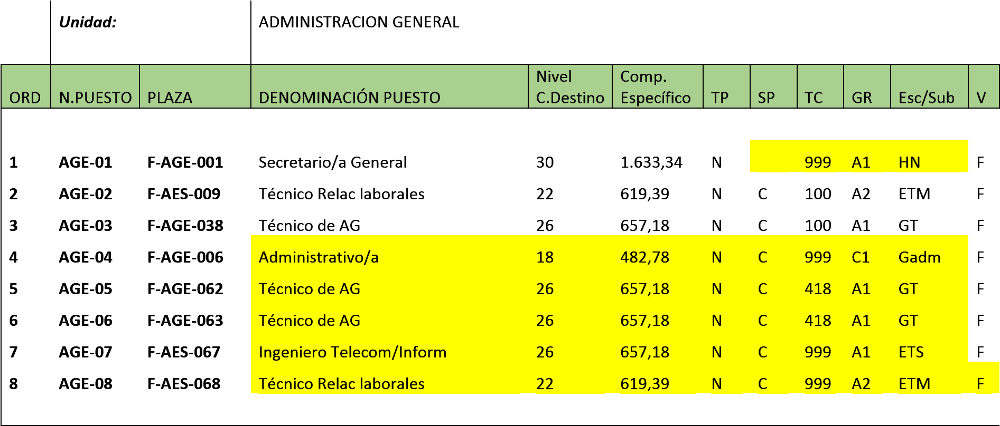 Unidad: ADMINISTRACION GENERAL
ORD N.PUESTO PLAZA DENOMINACIÓN PUESTO Nivel C.Destino Comp. Específico TP SP TC GR Esc/Sub V
1 AGE-01 F-AGE-001 Secretario/a General 30 1.633,34 N 999 A1 HN F
2 AGE-02 F-AES-009 Técnico Relac laborales 22 619,39 N C 100 A2 ETM F
3 AGE-03 F-AGE-038 Técnico de AG 26 657,18 N C 100 A1 GT F
4 AGE-04 F-AGE-006 Administrativo/a 18 482,78 N C 999 C1 Gadm F
5 AGE-05 F-AGE-062 Técnico de AG 26 657,18 N C 418 A1 GT F
6 AGE-06 F-AGE-063 Técnico de AG 26 657,18 N C 418 A1 GT F
7 AGE-07 F-AES-067 Ingeniero Telecom/Inform 26 657,18 N C 999 A1 ETS F
8 AGE-08 F-AES-068 Técnico Relac laborales 22 619,39 N C 999 A2 ETM F